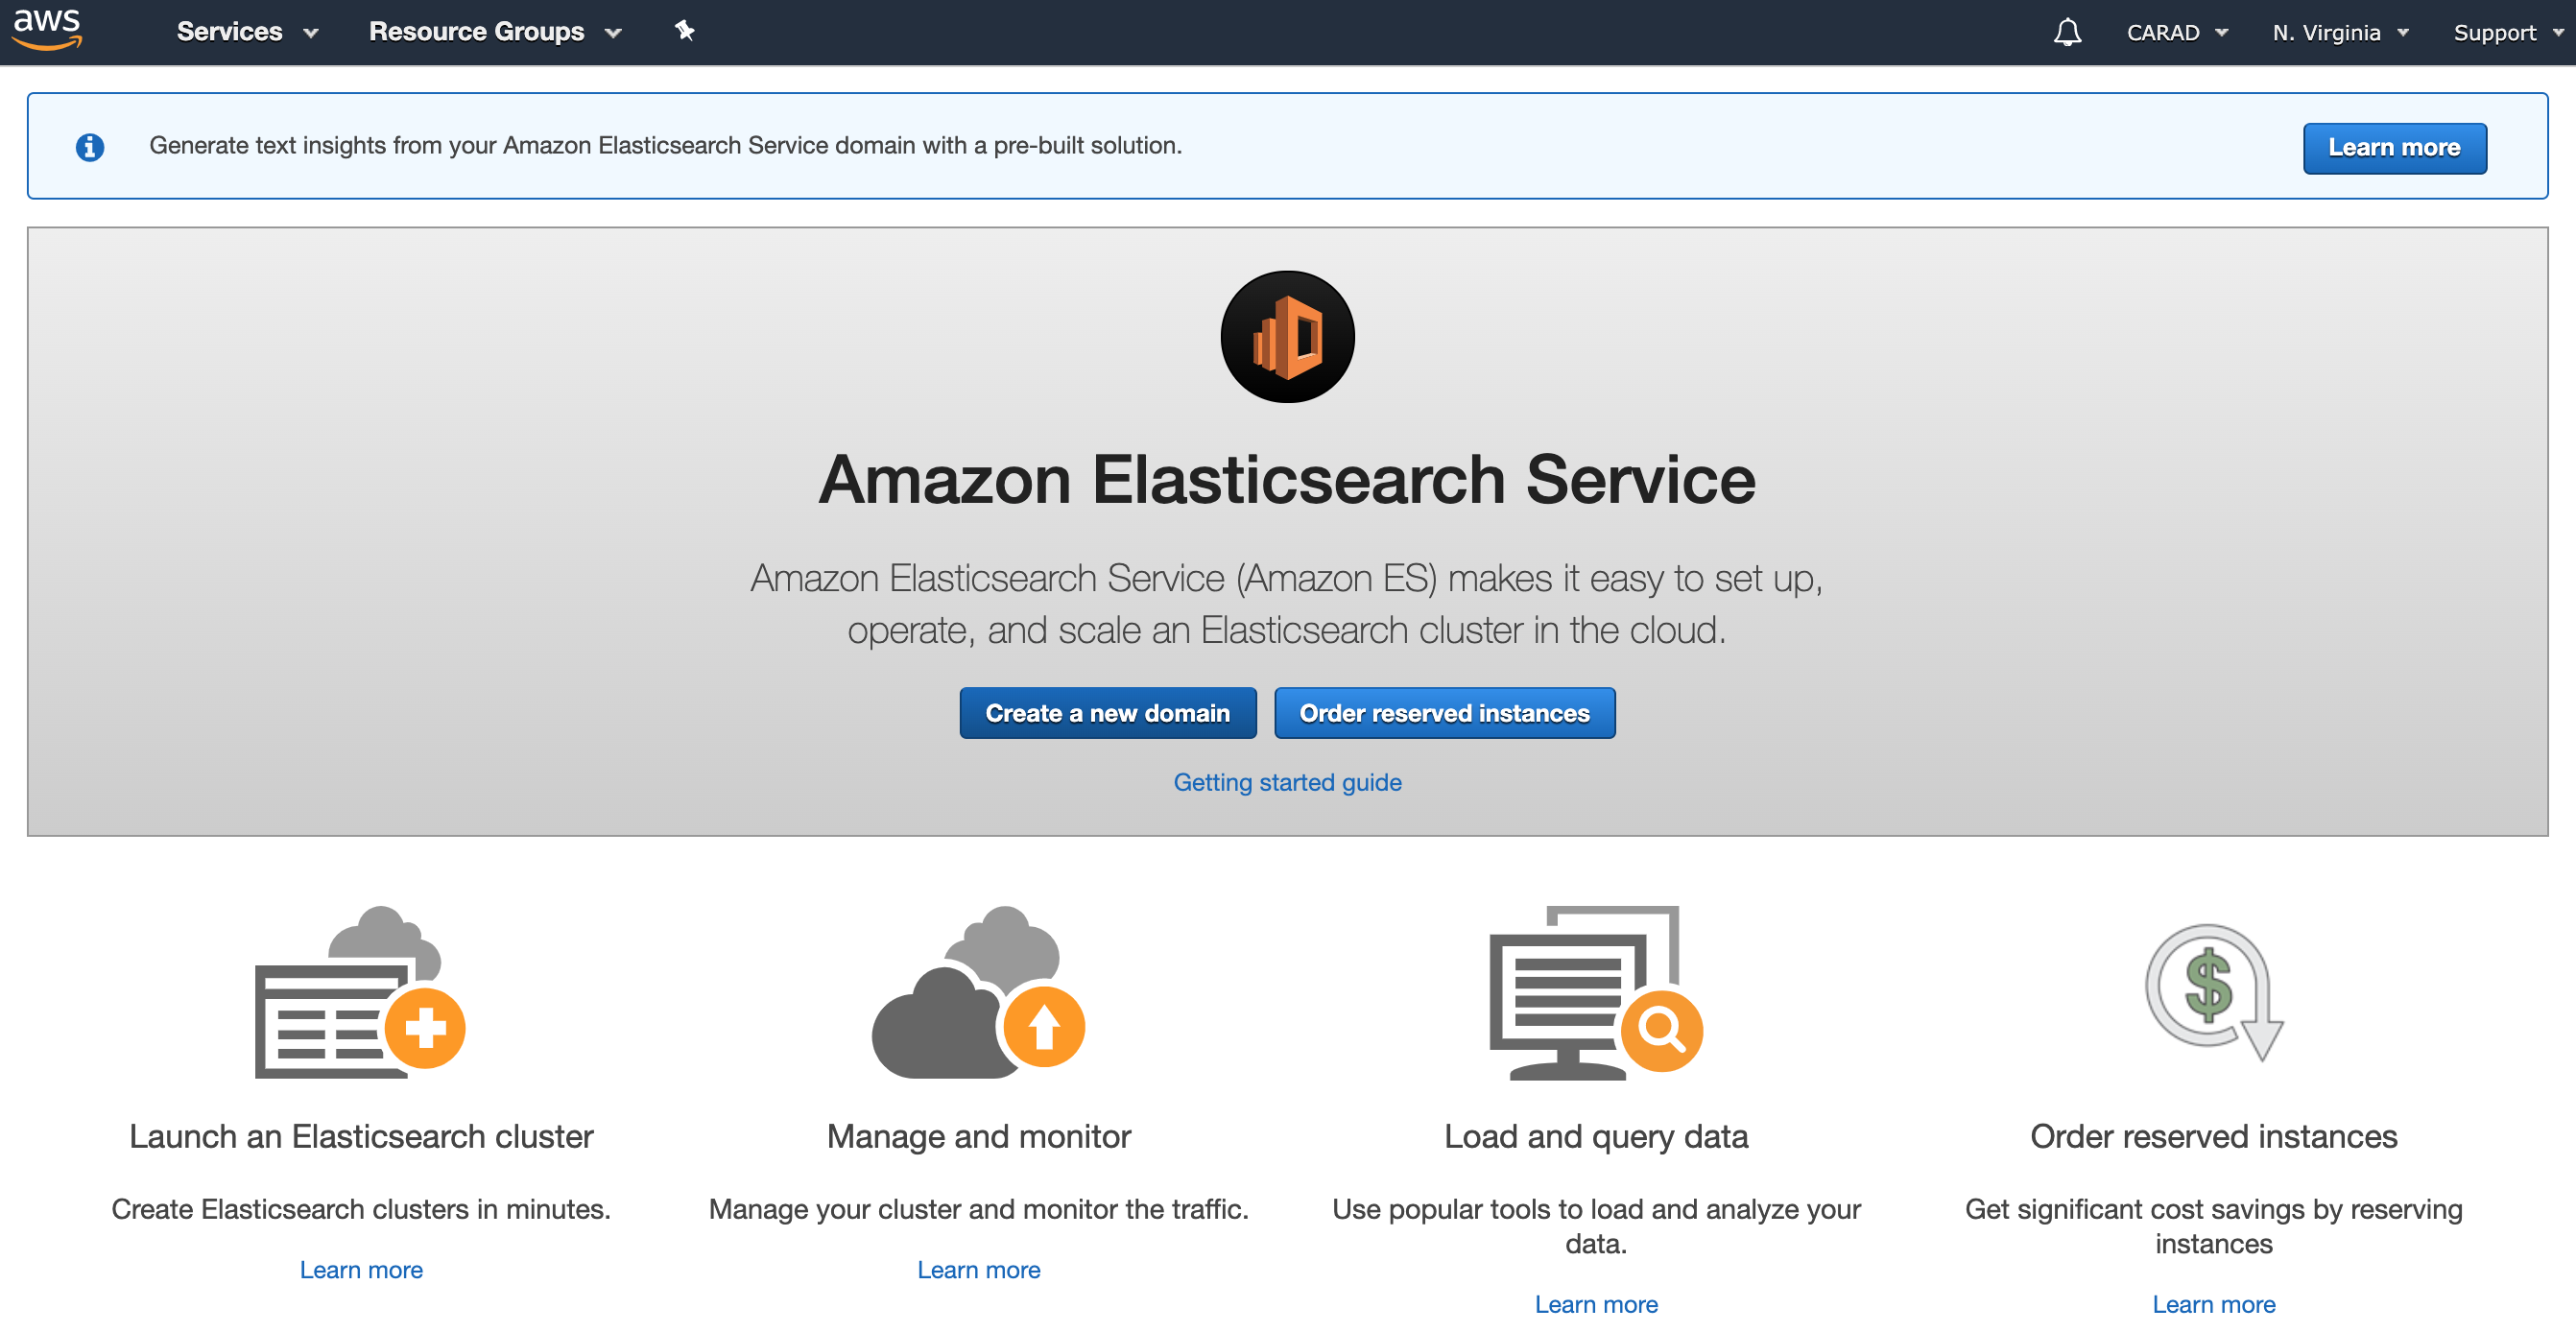 aws Services Resource Groups CARAD N. Virginia Support
Generate text insights from your Amazon Elasticsearch Service domain with a pre-built solution. Learn more
Amazon Elasticsearch Service
Amazon Elasticsearch Service (Amazon ES) makes it easy to set up,
operate, and scale an Elasticsearch cluster in the cloud.
Create a new domain Order reserved instances
Getting started guide
$
Launch an Elasticsearch cluster
Create Elasticsearch clusters in minutes.
Learn more
Manage and monitor
Manage your cluster and monitor the traffic.
Learn more
Load and query data
Use popular tools to load and analyze your
data.
Learn more
Order reserved instances
Get significant cost savings by reserving
instances
Learn more